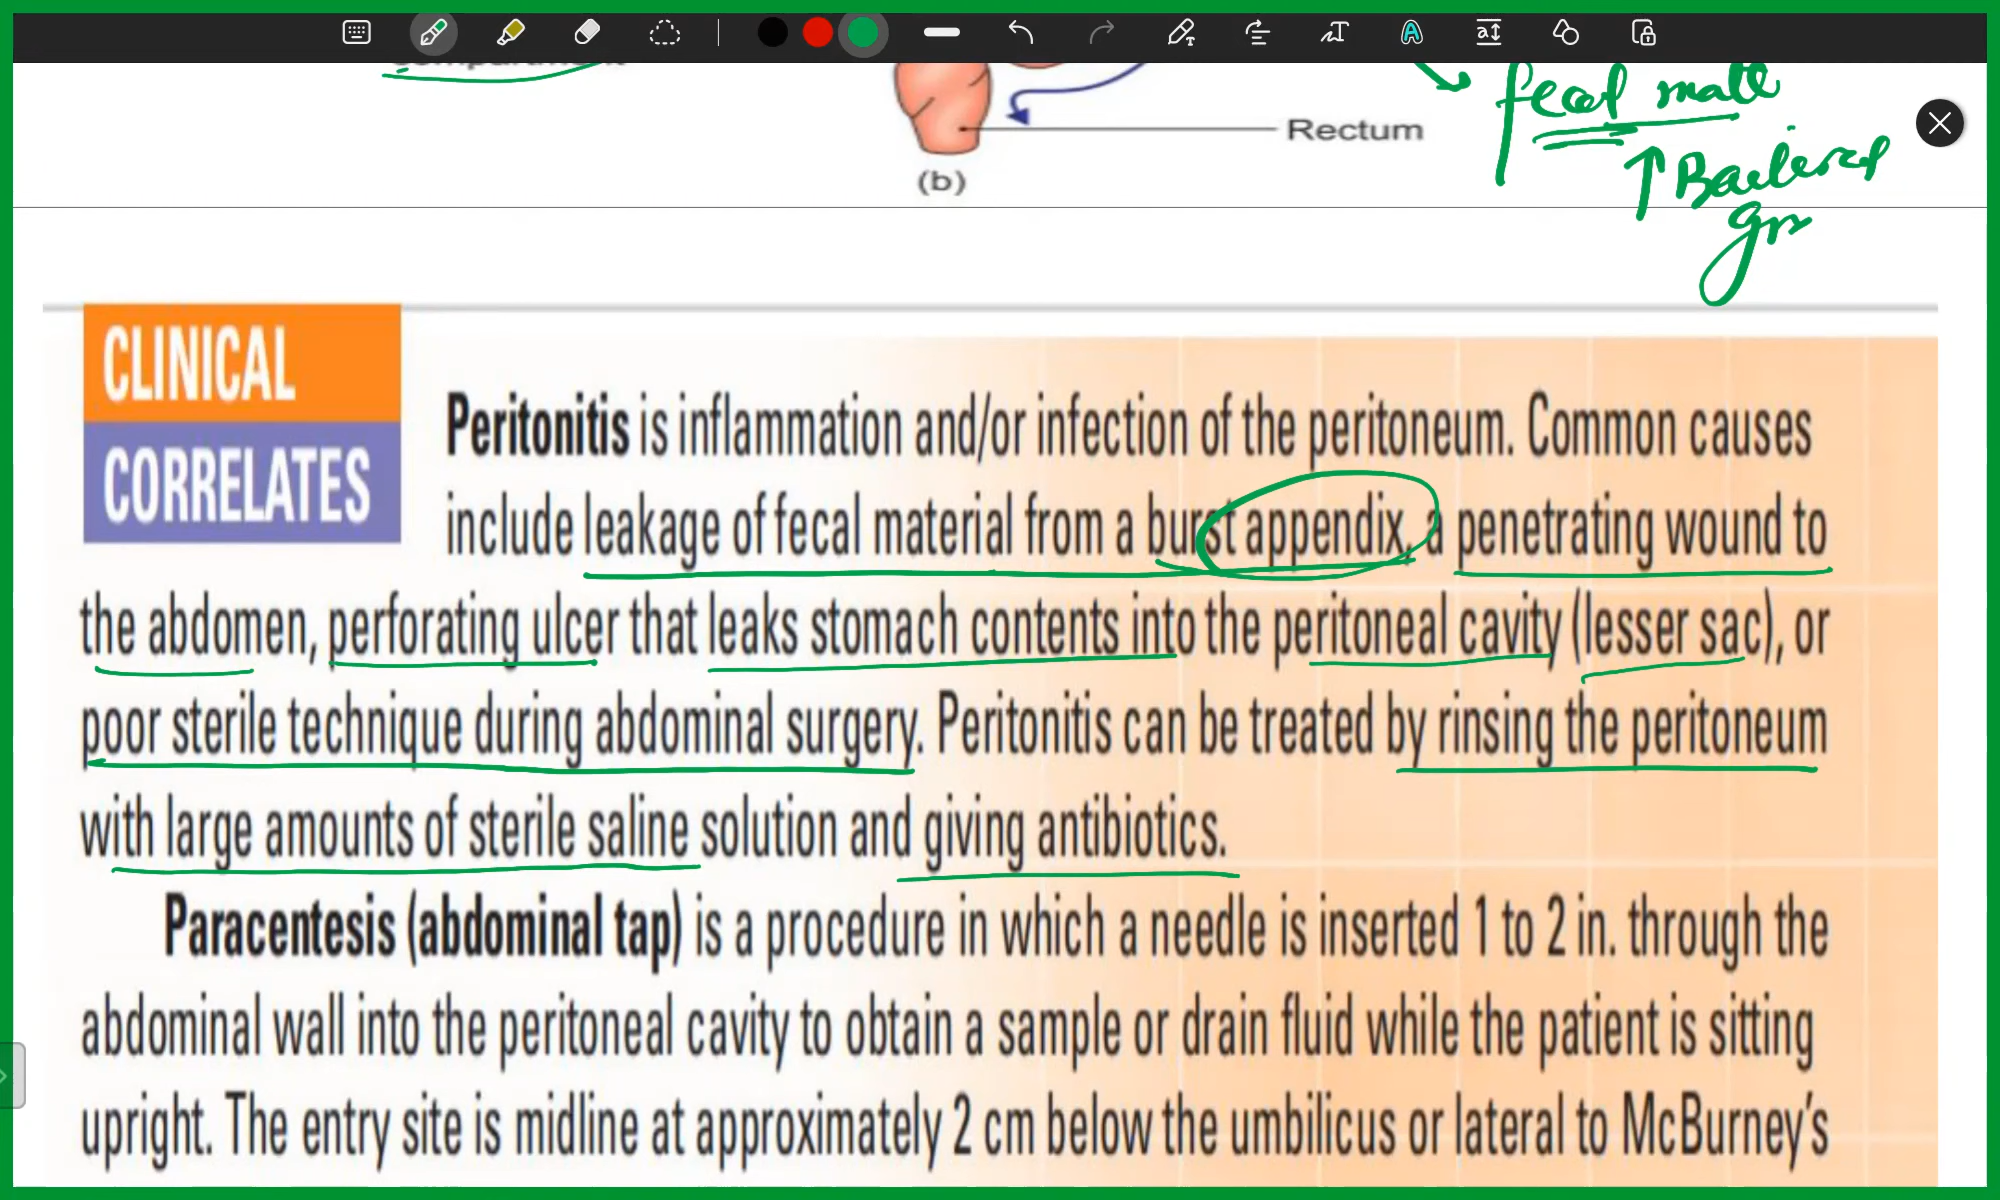 fecal mate
Rectum
↑ Bacterial
(b)
CLINICAL
CORRELATES
Peritonitis is inflammation and/or infection of the peritoneum. Common causes
include leakage of fecal material from a burst appendix, a penetrating wound to
the abdomen, perforating ulcer that leaks stomach contents into the peritoneal cavity (lesser sac), or
poor sterile technique during abdominal surgery. Peritonitis can be treated by rinsing the peritoneum
with large amounts of sterile saline solution and giving antibiotics.
Paracentesis (abdominal tap) is a procedure in which a needle is inserted 1 to 2 in. through the
abdominal wall into the peritoneal cavity to obtain a sample or drain fluid while the patient is sitting
upright. The entry site is midline at approximately 2 cm below the umbilicus or lateral to McBurney's